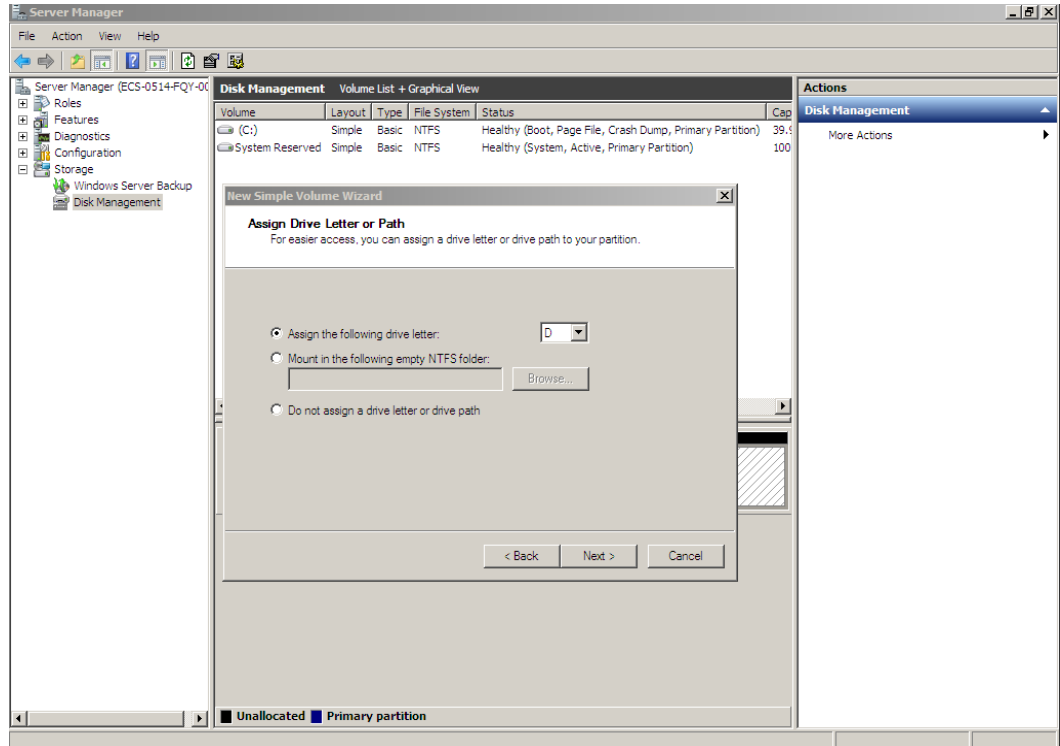 Server Manager
File Action View Help
Server Manager (ECS-0514-FQY-00
Roles
Features
Diagnostics
Configuration
Storage
Windows Server Backup
Disk Management
Disk Management Volume List + Graphical View
Volume Layout Type File System Status Cap
(C:) Simple Basic NTFS Healthy (Boot, Page File, Crash Dump, Primary Partition) 39.9
System Reserved Simple Basic NTFS Healthy (System, Active, Primary Partition) 100
New Simple Volume Wizard
Assign Drive Letter or Path
For easier access, you can assign a drive letter or drive path to your partition.
Assign the following drive letter: D
Mount in the following empty NTFS folder:
Browse...
Do not assign a drive letter or drive path
< Back Next > Cancel
Unallocated Primary partition
Actions
Disk Management
More Actions